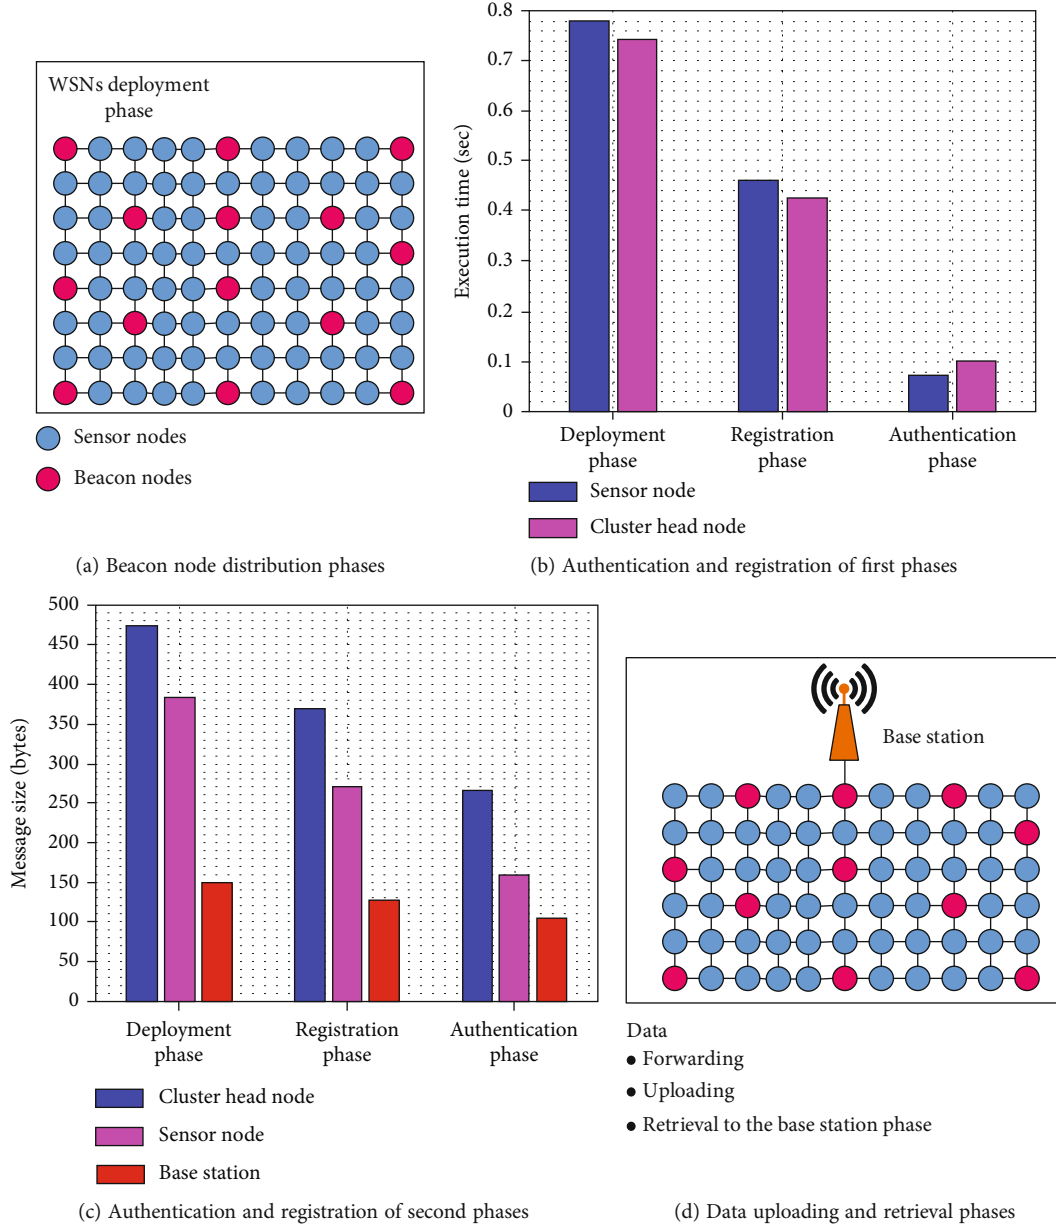 WSNs deployment
phase
Sensor nodes
Beacon nodes
(a) Beacon node distribution phases
0.8
0.7
0.6
0.5
0.4
0.3
0.2
0.1
0
Execution time (sec)
Deployment
phase
Registration
phase
Authentication
phase
Sensor node
Cluster head node
(b) Authentication and registration of first phases
500
450
400
350
300
250
200
150
100
50
0
Message size (bytes)
Deployment
phase
Registration
phase
Authentication
phase
Cluster head node
Sensor node
Base station
(c) Authentication and registration of second phases
Base station
Data
• Forwarding
• Uploading
• Retrieval to the base station phase
(d) Data uploading and retrieval phases